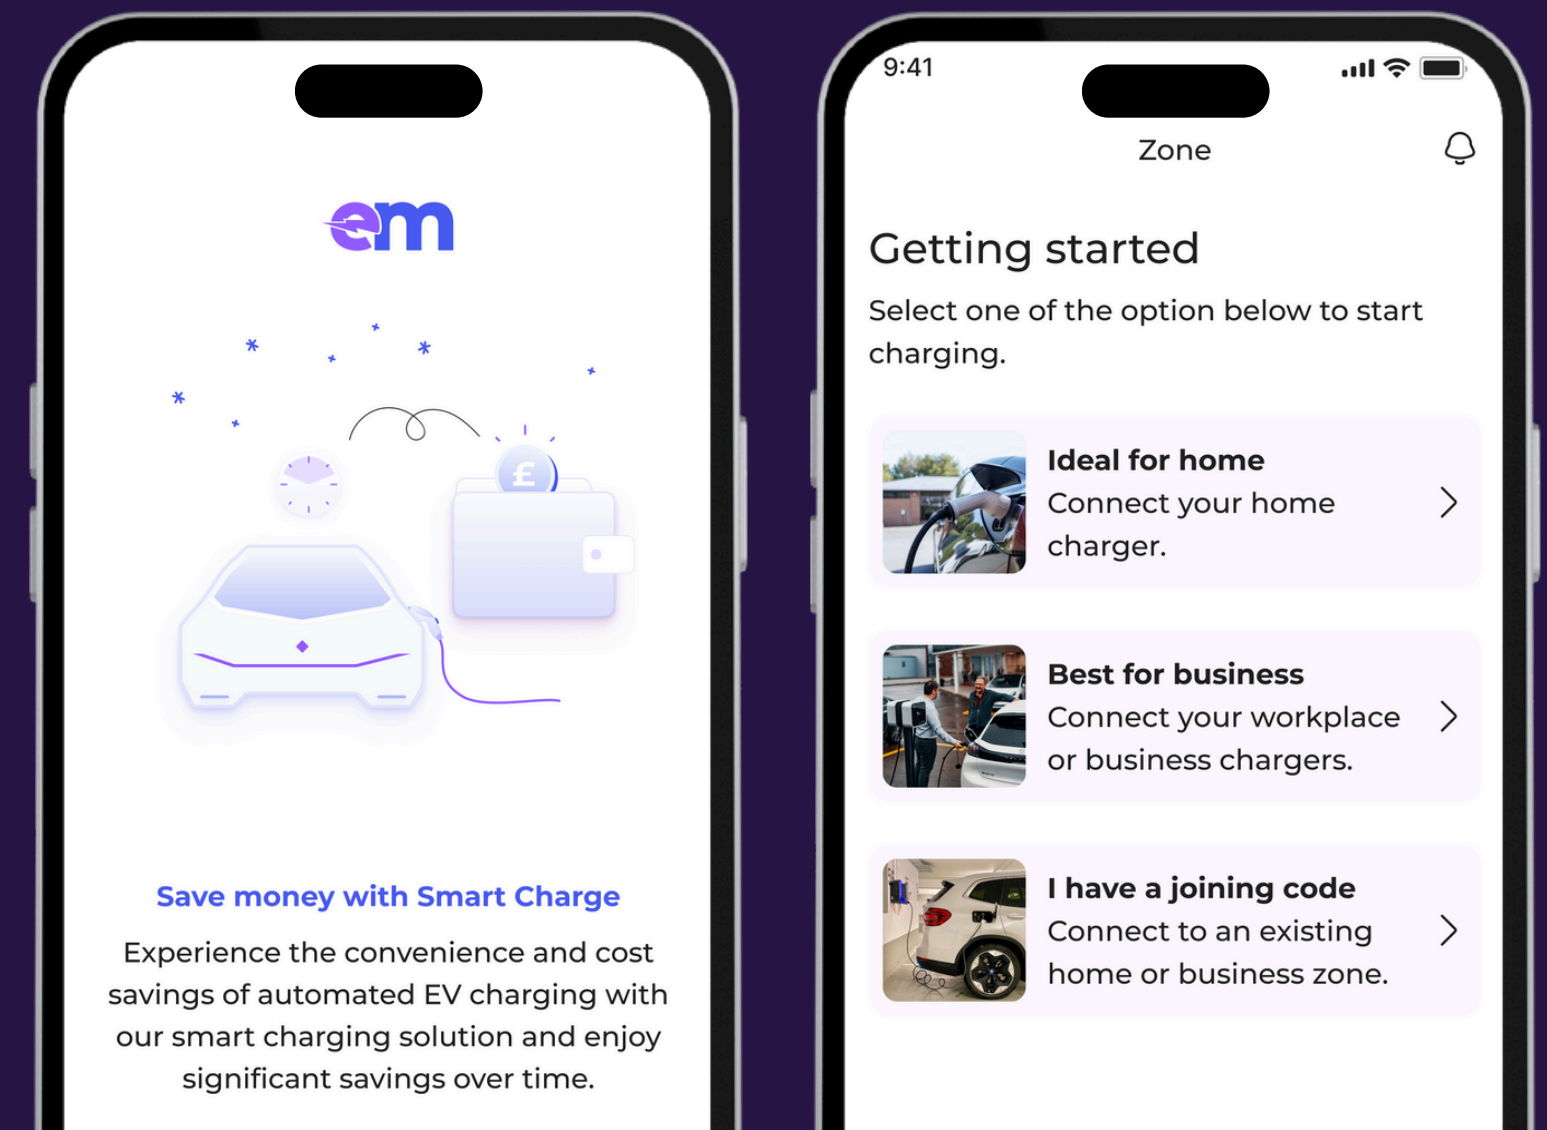 em
£
Save money with Smart Charge
Experience the convenience and cost
savings of automated EV charging with
our smart charging solution and enjoy
significant savings over time.
9:41
Zone
Getting started
Select one of the option below to start
charging.
Ideal for home
Connect your home
charger.
Best for business
Connect your workplace
or business chargers.
I have a joining code
Connect to an existing
home or business zone.